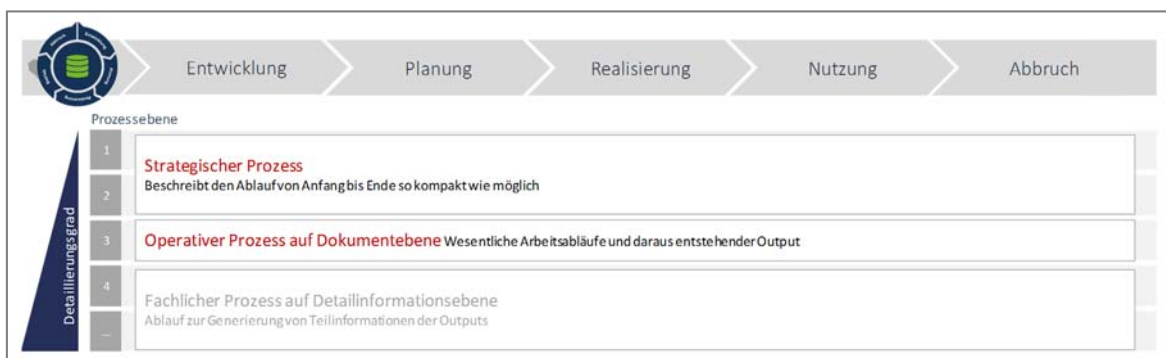 Entwicklung Planung Realisierung Nutzung Abbruch
Prozessebene
1
Strategischer Prozess
Beschreibt den Ablauf von Anfang bis Ende so kompakt wie möglich
2
3
Operativer Prozess auf Dokumentebene Wesentliche Arbeitsabläufe und daraus entstehender Output
4
Fachlicher Prozess auf Detailinformationsebene
Ablauf zur Generierung von Teilinformationen der Outputs
...
Detaillierungsgrad